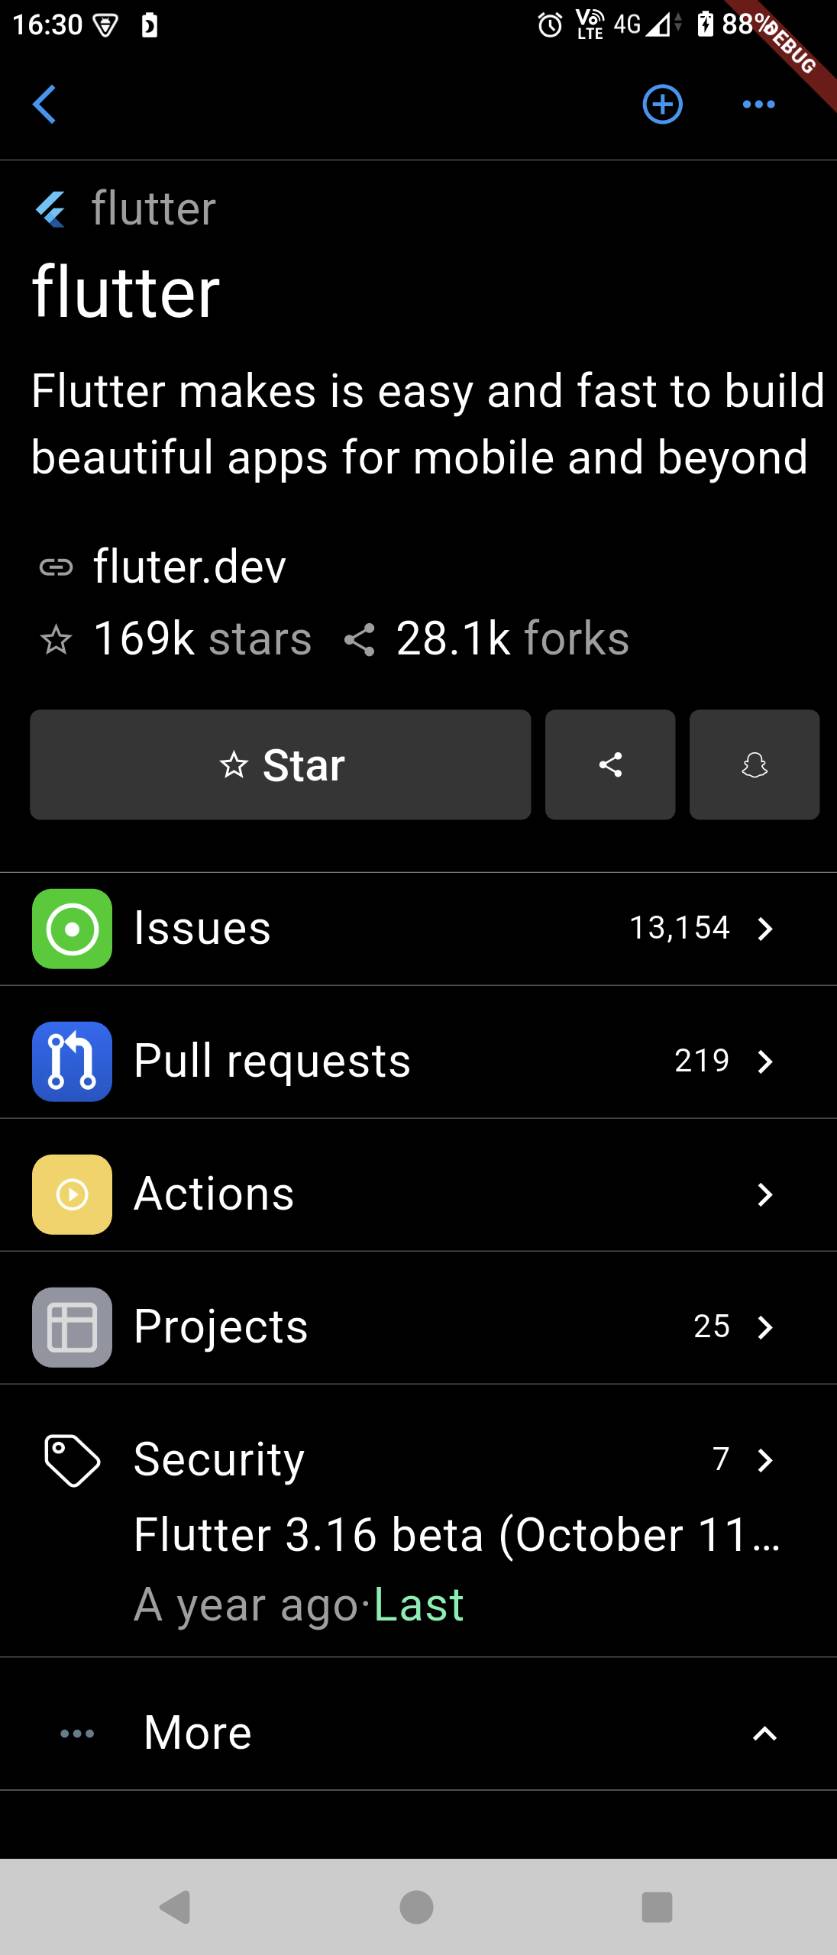 16:30 Vo LTE 4G 88%
DEBUG
flutter
flutter
Flutter makes is easy and fast to build
beautiful apps for mobile and beyond
fluter.dev
169k stars 28.1k forks
Star
Issues 13,154
Pull requests 219
Actions
Projects 25
Security 7
Flutter 3.16 beta (October 11...
A year ago·Last
More